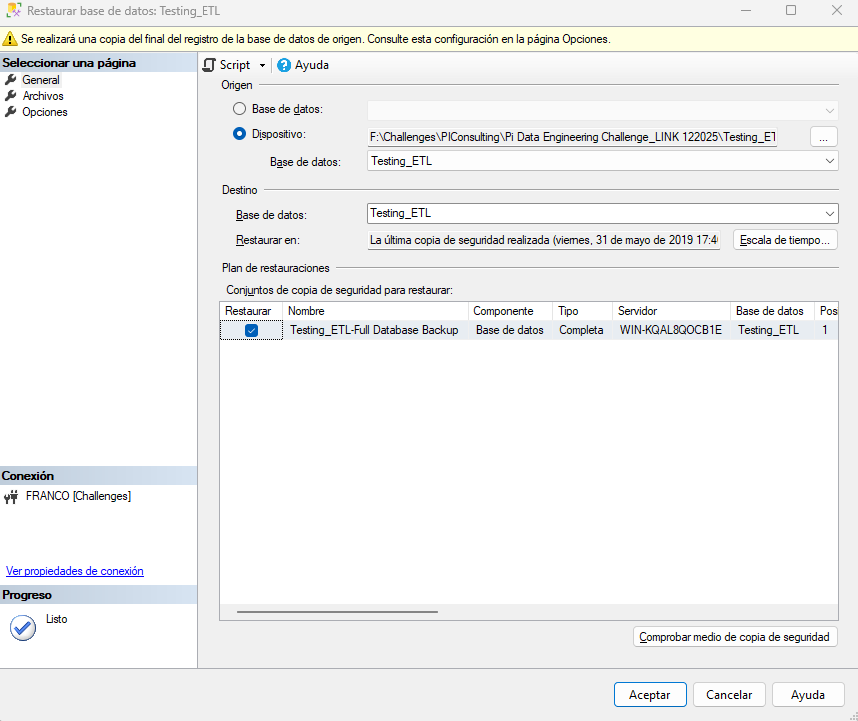 Restaurar base de datos: Testing_ETL
Se realizará una copia del final del registro de la base de datos de origen. Consulte esta configuración en la página Opciones.
Seleccionar una página
General
Archivos
Opciones
Script
Ayuda
Origen
Base de datos:
Dispositivo:
F:\Challenges\PIConsulting\Pi Data Engineering Challenge_LINK 122025\Testing_ET
...
Base de datos:
Testing_ETL
Destino
Base de datos:
Testing_ETL
Restaurar en:
La última copia de seguridad realizada (viernes, 31 de mayo de 2019 17:4
Escala de tiempo...
Plan de restauraciones
Conjuntos de copia de seguridad para restaurar:
Restaurar Nombre Componente Tipo Servidor Base de datos Pos
Testing_ETL-Full Database Backup Base de datos Completa WIN-KQAL8QOCB1E Testing_ETL 1
Conexión
FRANCO [Challenges]
Ver propiedades de conexión
Progreso
Listo
Comprobar medio de copia de seguridad
Aceptar
Cancelar
Ayuda